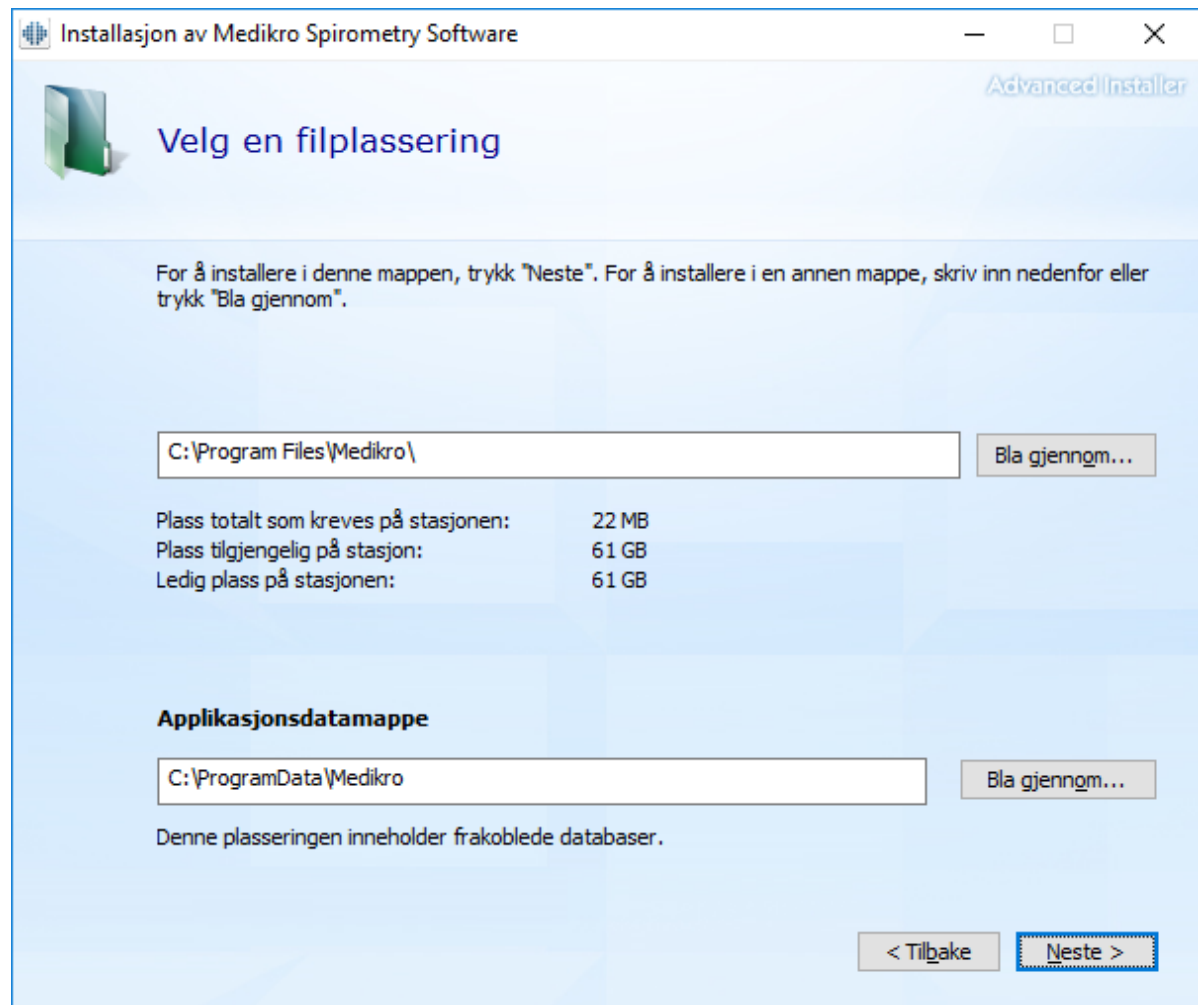 Installasjon av Medikro Spirometry Software
Advanced Installer
Velg en filplassering
For å installere i denne mappen, trykk "Neste". For å installere i en annen mappe, skriv inn nedenfor eller
trykk "Bla gjennom".
C:\Program Files\Medikro\
Bla gjennom...
Plass totalt som kreves på stasjonen: 22 MB
Plass tilgjengelig på stasjon: 61 GB
Ledig plass på stasjonen: 61 GB
Applikasjonsdatamappe
C:\ProgramData\Medikro
Bla gjennom...
Denne plasseringen inneholder frakoblede databaser.
< Tilbake
Neste >